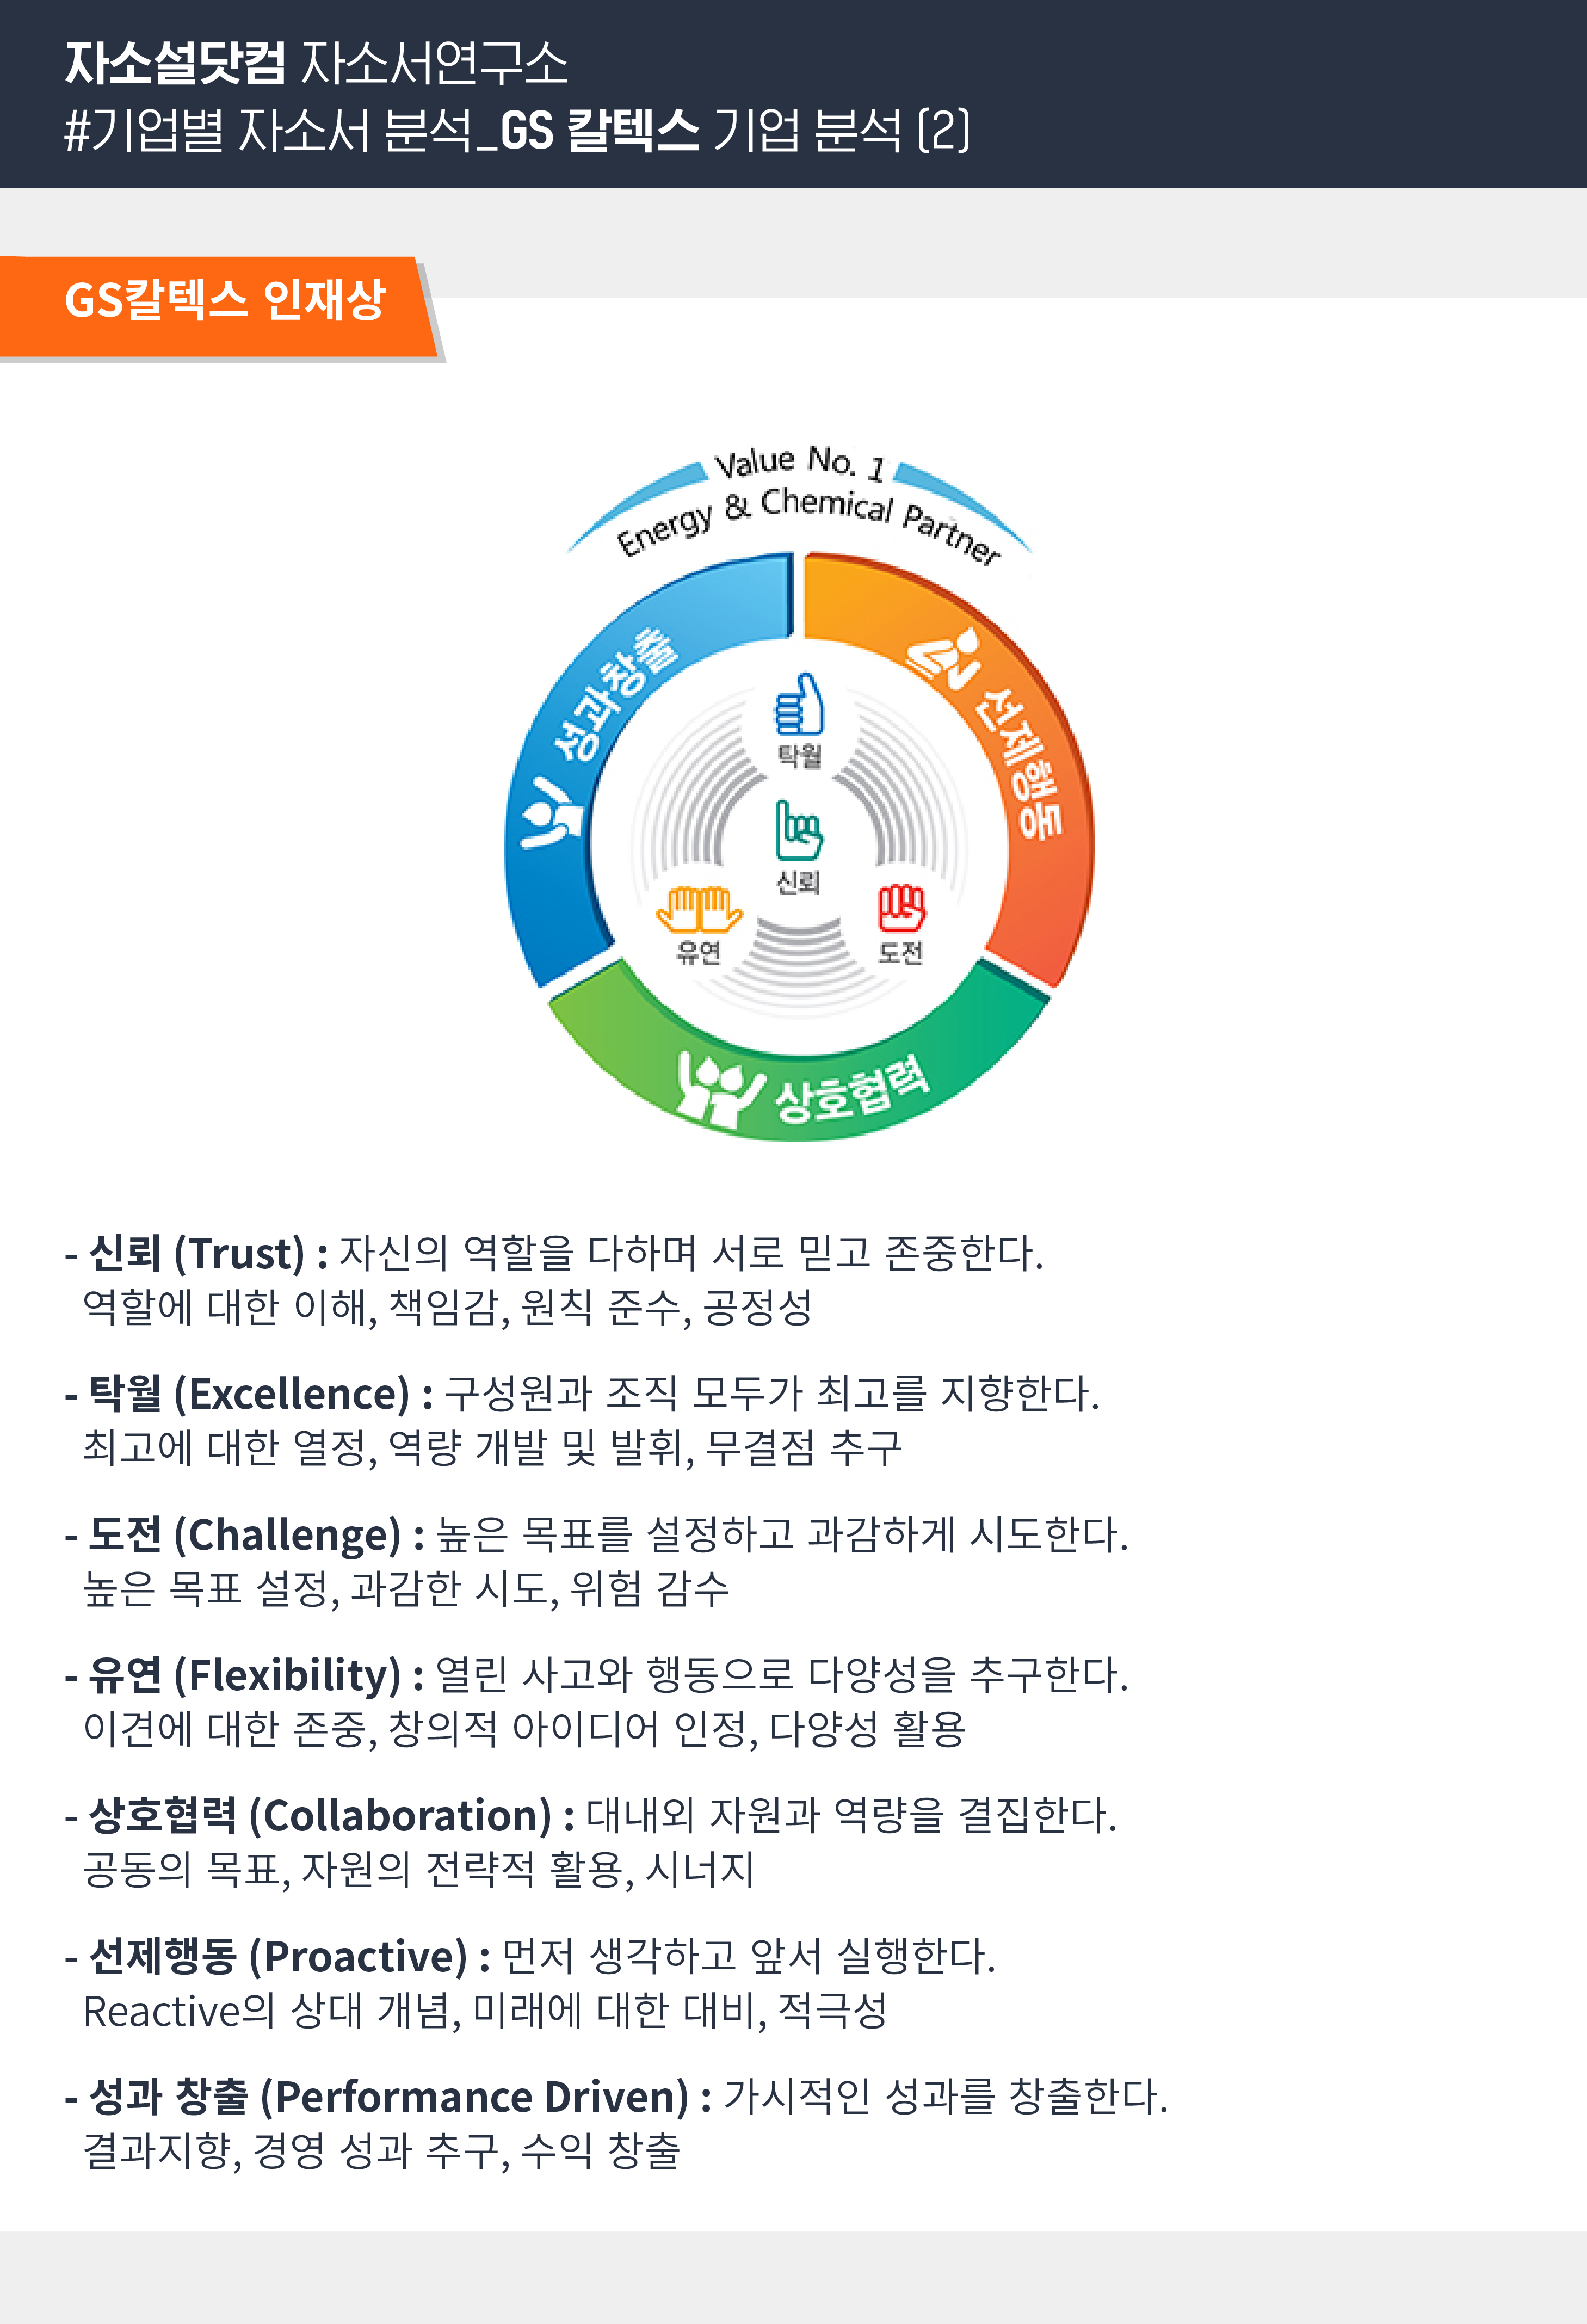 자소설닷컴 자소서연구소
#기업별 자소서 분석_GS 칼텍스 기업 분석 (2)
GS칼텍스 인재상
Value No. 1
Energy & Chemical Partner
성과창출
선제행동
탁월
신뢰
유연
도전
상호협력
- 신뢰 (Trust) : 자신의 역할을 다하며 서로 믿고 존중한다.
역할에 대한 이해, 책임감, 원칙 준수, 공정성
- 탁월 (Excellence) : 구성원과 조직 모두가 최고를 지향한다.
최고에 대한 열정, 역량 개발 및 발휘, 무결점 추구
- 도전 (Challenge) : 높은 목표를 설정하고 과감하게 시도한다.
높은 목표 설정, 과감한 시도, 위험 감수
- 유연 (Flexibility) : 열린 사고와 행동으로 다양성을 추구한다.
이견에 대한 존중, 창의적 아이디어 인정, 다양성 활용
- 상호협력 (Collaboration) : 대내외 자원과 역량을 결집한다.
공동의 목표, 자원의 전략적 활용, 시너지
- 선제행동 (Proactive) : 먼저 생각하고 앞서 실행한다.
Reactive의 상대 개념, 미래에 대한 대비, 적극성
- 성과 창출 (Performance Driven) : 가시적인 성과를 창출한다.
결과지향, 경영 성과 추구, 수익 창출